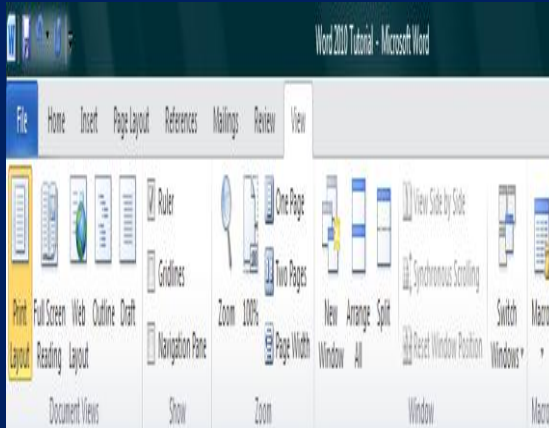 Word 2010 Tutorial - Microsoft Word
File Home Insert Page Layout References Mailings Review View
Print Layout
Full Screen Reading
Web Layout
Outline
Draft
Document Views
Ruler
Gridlines
Navigation Pane
Show
Zoom
100%
One Page
Two Pages
Page Width
Zoom
New Window
Arrange All
Split
View Side by Side
Synchronous Scrolling
Reset Window Position
Switch Windows
Window
Macro
Macro